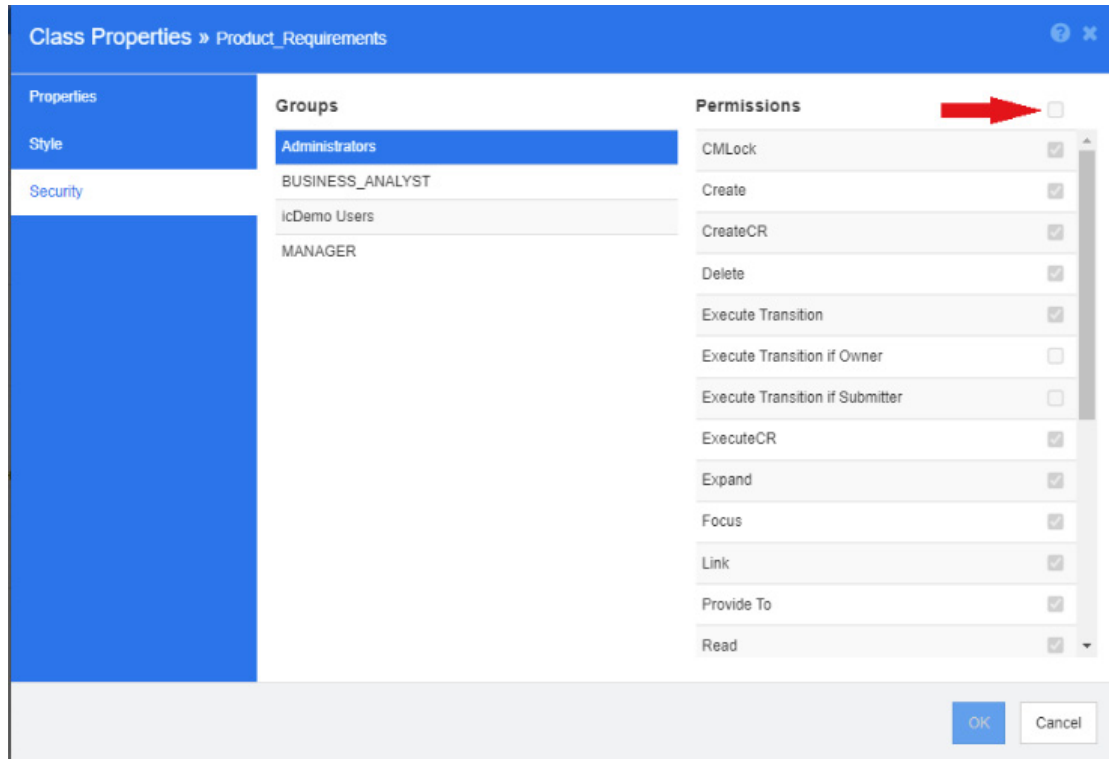 Class Properties » Product_Requirements
Properties
Style
Security
Groups
Administrators
BUSINESS_ANALYST
icDemo Users
MANAGER
Permissions
CMLock
Create
CreateCR
Delete
Execute Transition
Execute Transition if Owner
Execute Transition if Submitter
ExecuteCR
Expand
Focus
Link
Provide To
Read
OK
Cancel